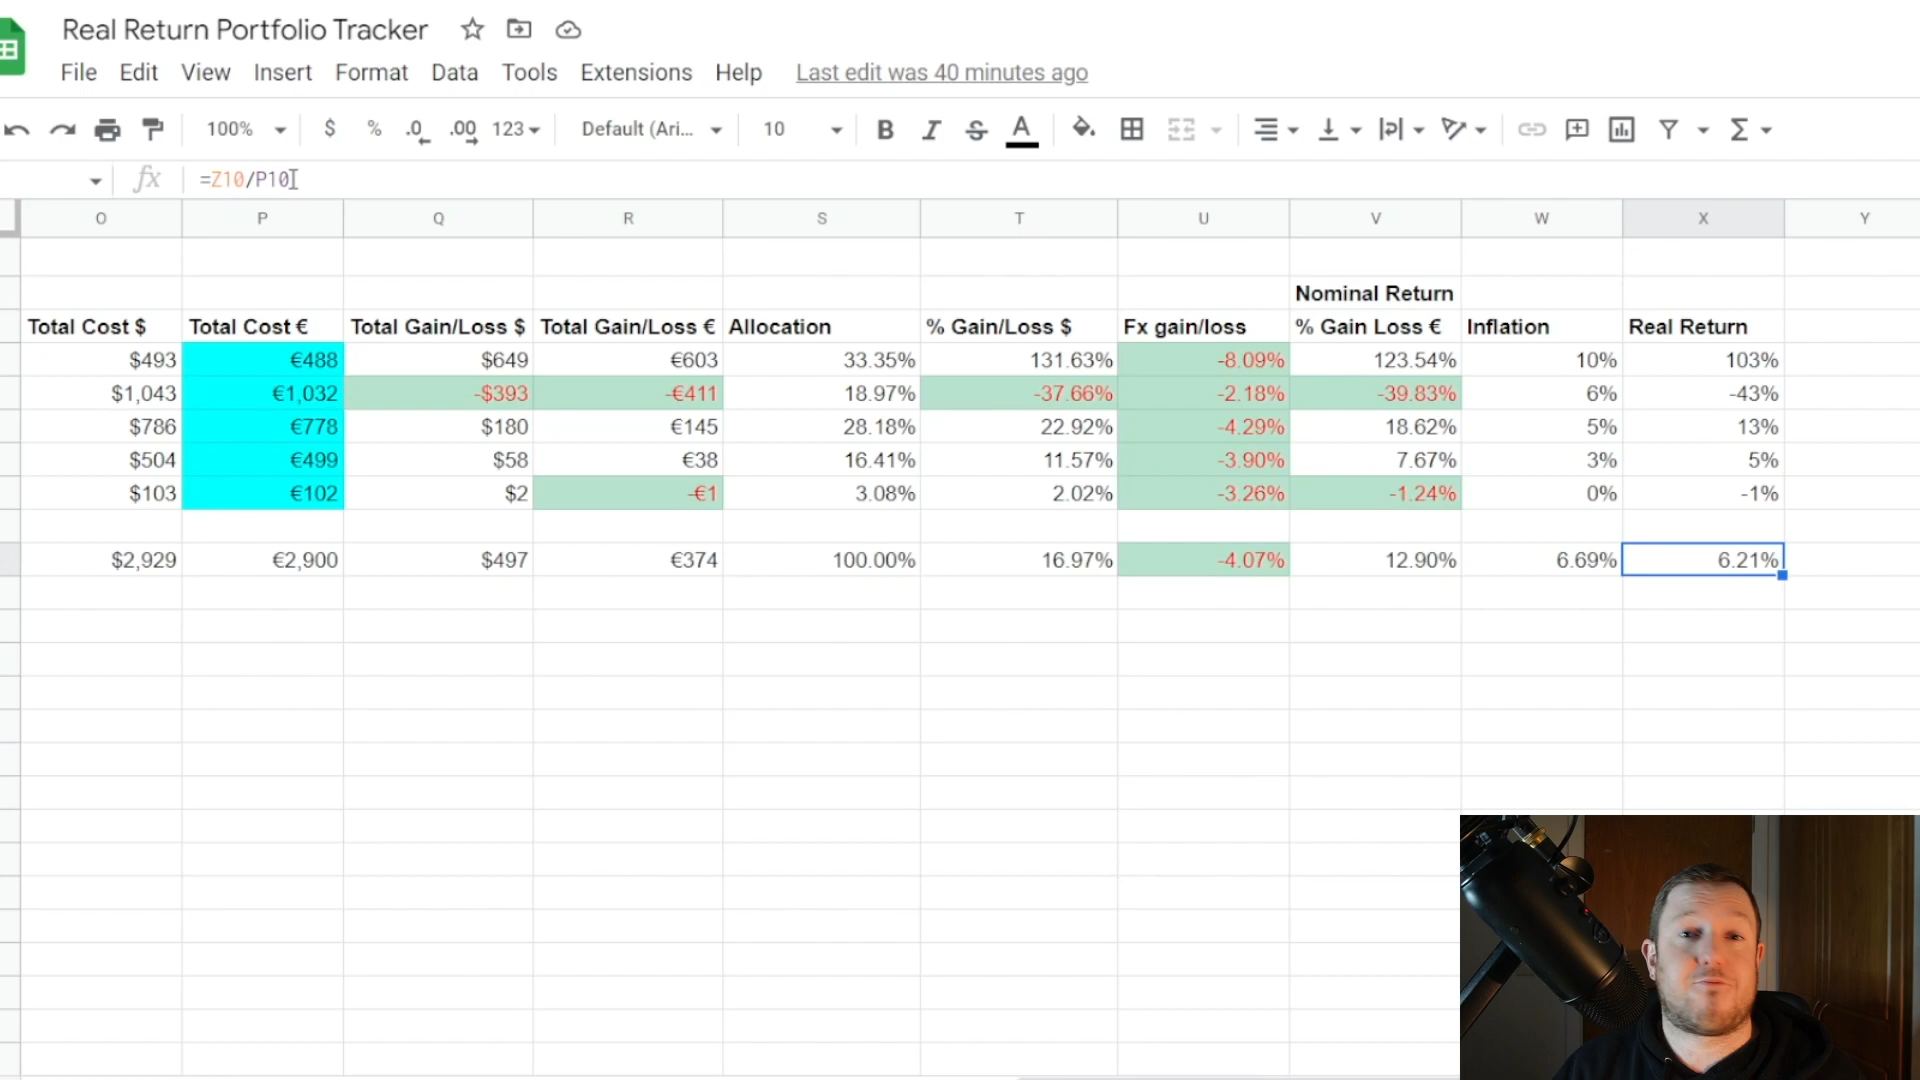 Real Return Portfolio Tracker
File Edit View Insert Format Data Tools Extensions Help Last edit was 40 minutes ago
100% $ % .0 .00 123 Default (Ari... 10 B I S A
fx =Z10/P10
O P Q R S T U V W X Y
Nominal Return
Total Cost $ Total Cost € Total Gain/Loss $ Total Gain/Loss € Allocation % Gain/Loss $ Fx gain/loss % Gain Loss € Inflation Real Return
$493 €488 $649 €603 33.35% 131.63% -8.09% 123.54% 10% 103%
$1,043 €1,032 -$393 -€411 18.97% -37.66% -2.18% -39.83% 6% -43%
$786 €778 $180 €145 28.18% 22.92% -4.29% 18.62% 5% 13%
$504 €499 $58 €38 16.41% 11.57% -3.90% 7.67% 3% 5%
$103 €102 $2 -€1 3.08% 2.02% -3.26% -1.24% 0% -1%
$2,929 €2,900 $497 €374 100.00% 16.97% -4.07% 12.90% 6.69% 6.21%